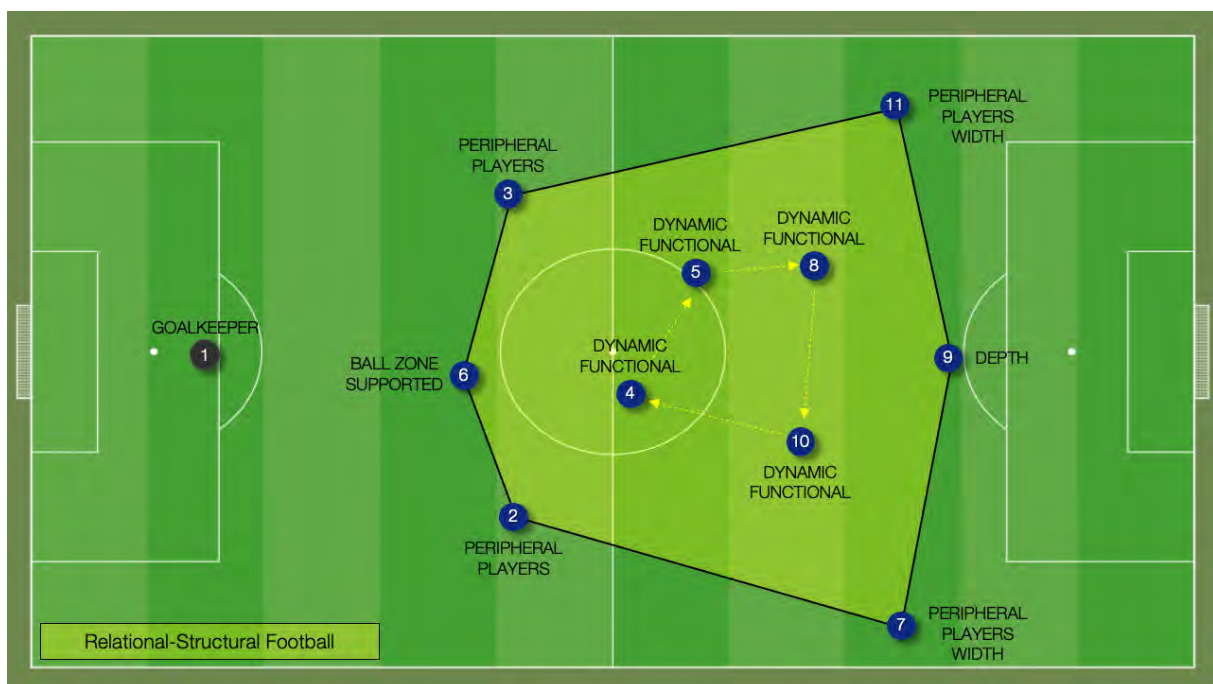 PERIPHERAL
PLAYERS
WIDTH
11
PERIPHERAL
PLAYERS
3
DYNAMIC
FUNCTIONAL
5
DYNAMIC
FUNCTIONAL
8
GOALKEEPER
1
BALL ZONE
SUPPORTED
6
DYNAMIC
FUNCTIONAL
4
9
DEPTH
10
DYNAMIC
FUNCTIONAL
2
PERIPHERAL
PLAYERS
7
PERIPHERAL
PLAYERS
WIDTH
Relational-Structural Football